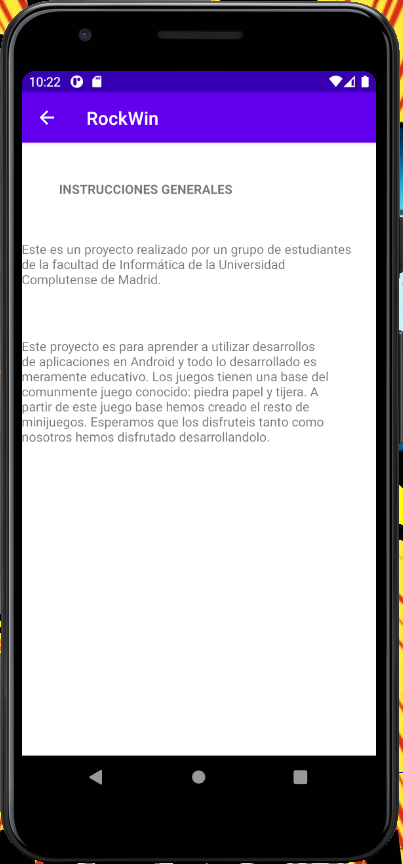 10:22
RockWin
INSTRUCCIONES GENERALES
Este es un proyecto realizado por un grupo de estudiantes
de la facultad de Informática de la Universidad
Complutense de Madrid.
Este proyecto es para aprender a utilizar desarrollos
de aplicaciones en Android y todo lo desarrollado es
meramente educativo. Los juegos tienen una base del
comunmente juego conocido: piedra papel y tijera. A
partir de este juego base hemos creado el resto de
minijuegos. Esperamos que los disfruteis tanto como
nosotros hemos disfrutado desarrollandolo.